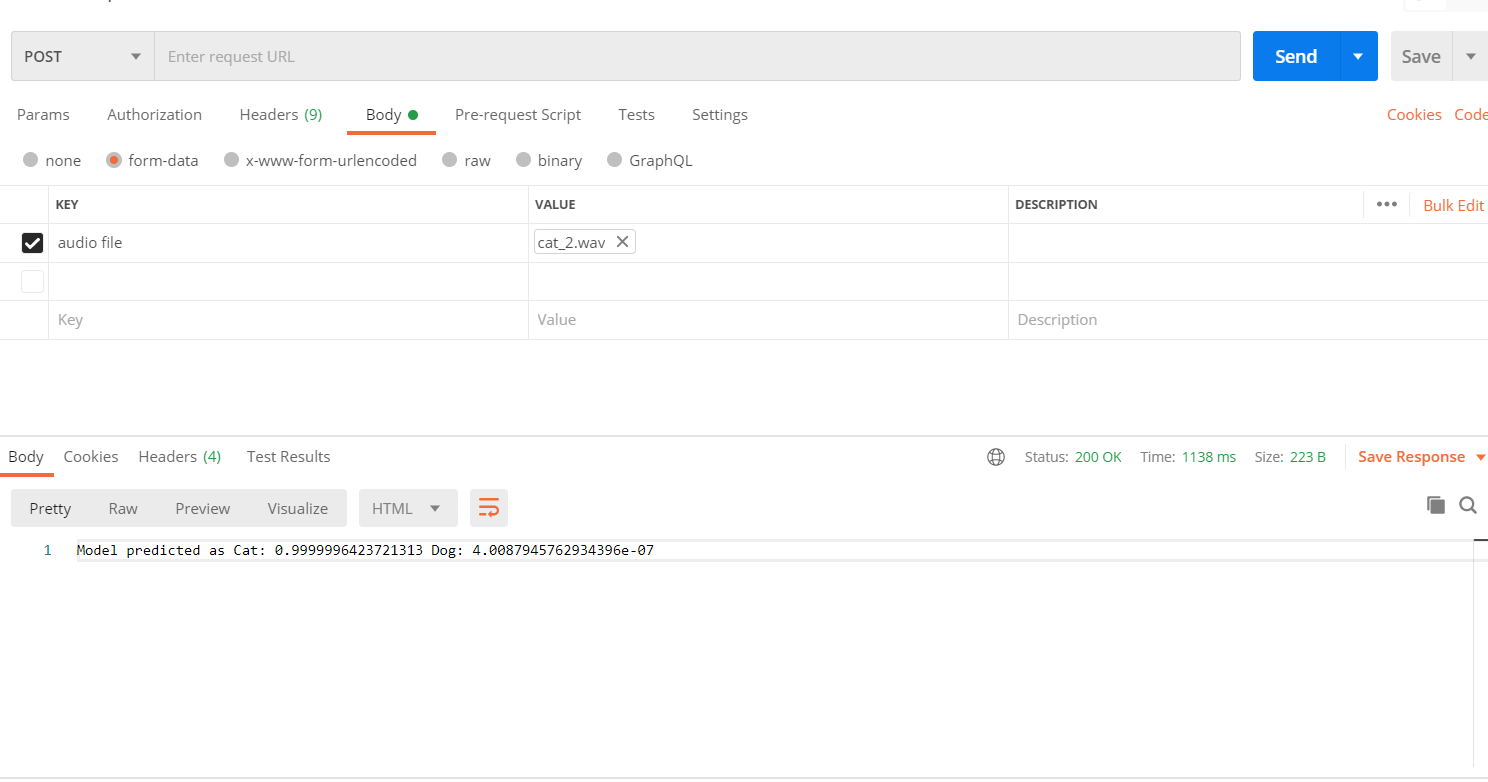 POST Enter request URL Send Save
Params Authorization Headers (9) Body Pre-request Script Tests Settings Cookies Code
none form-data x-www-form-urlencoded raw binary GraphQL
KEY VALUE DESCRIPTION ••• Bulk Edit
audio file cat_2.wav
Key Value Description
Body Cookies Headers (4) Test Results Status: 200 OK Time: 1138 ms Size: 223 B Save Response
Pretty Raw Preview Visualize HTML
1 Model predicted as Cat: 0.9999996423721313 Dog: 4.0087945762934396e-07